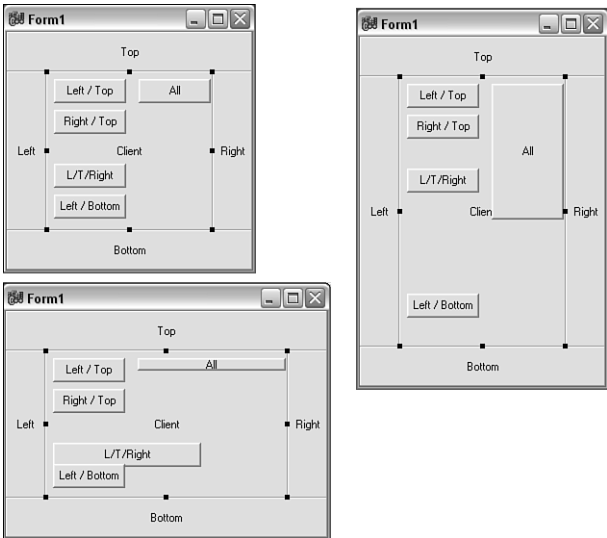 Form1
Top
Left / Top
All
Right / Top
Left
Client
Right
L/T/Right
Left / Bottom
Bottom
Form1
Top
Left / Top
Right / Top
All
L/T/Right
Left
Clien
Right
Left / Bottom
Bottom
Form1
Top
Left / Top
All
Right / Top
Left
Client
Right
L/T/Right
Left / Bottom
Bottom